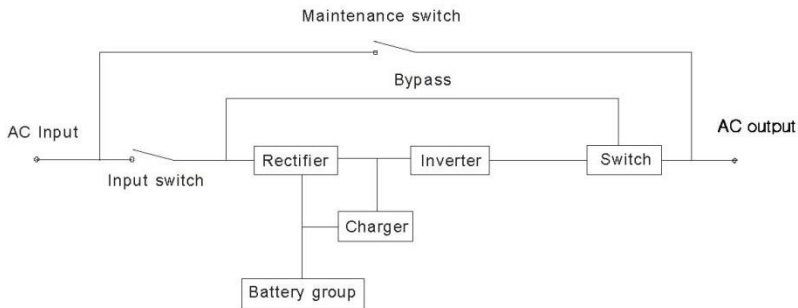 Maintenance switch
Bypass
AC Input
AC output
Rectifier
Inverter
Switch
Input switch
Charger
Battery group